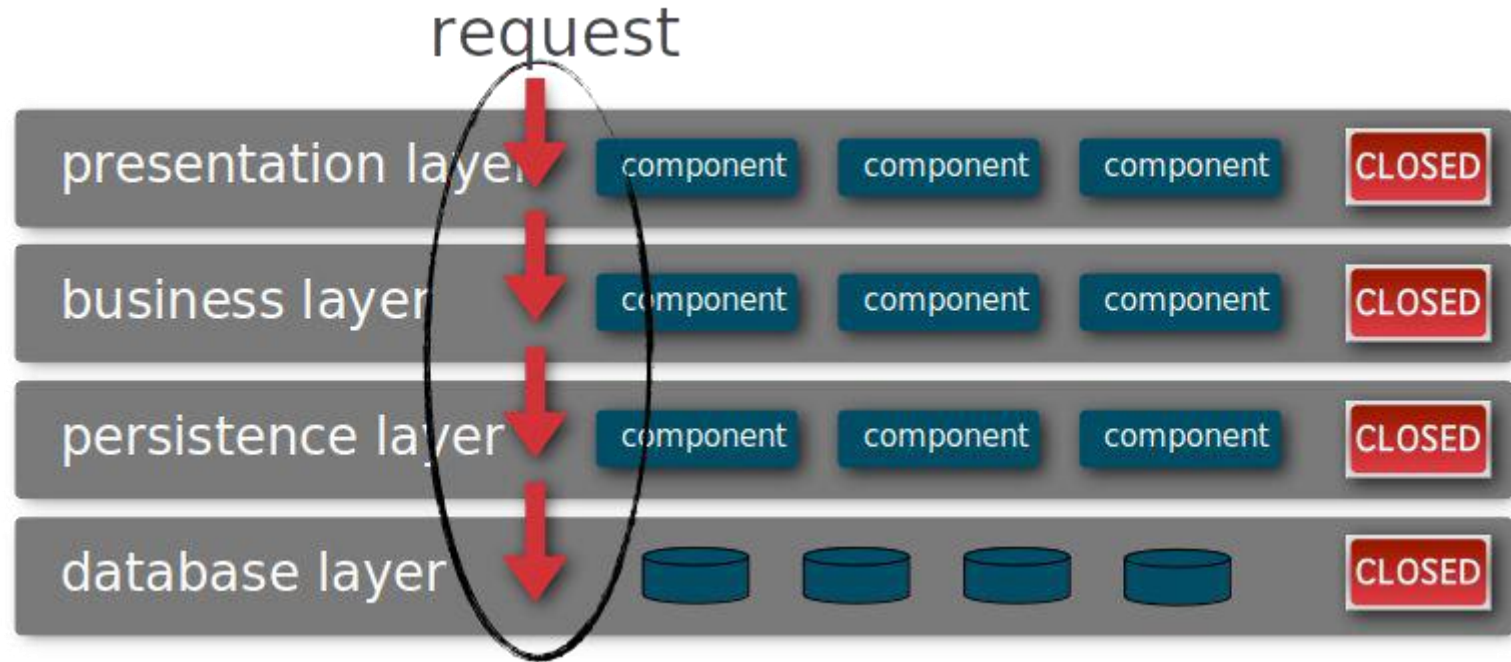 request
presentation layer component component component CLOSED
business layer component component component CLOSED
persistence layer component component component CLOSED
database layer CLOSED